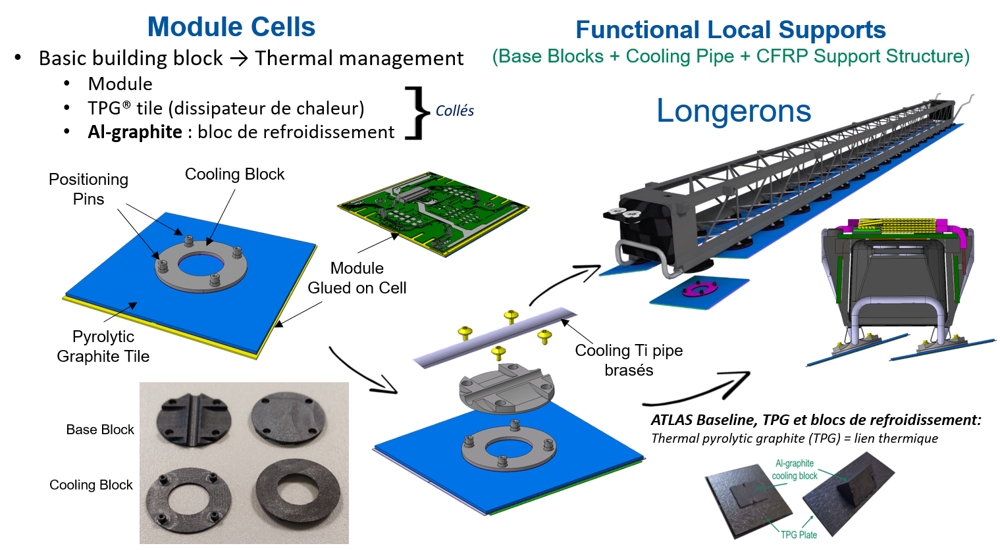 Module Cells
• Basic building block → Thermal management
• Module
• TPG® tile (dissipateur de chaleur)
• Al-graphite : bloc de refroidissement
Collés
Positioning
Pins
Cooling Block
Module
Glued on Cell
Pyrolytic
Graphite Tile
Base Block
Cooling Block
Functional Local Supports
(Base Blocks + Cooling Pipe + CFRP Support Structure)
Longerons
Cooling Ti pipe
brasés
ATLAS Baseline, TPG et blocs de refroidissement:
Thermal pyrolytic graphite (TPG) = lien thermique
Al-graphite
cooling block
TPG Plate